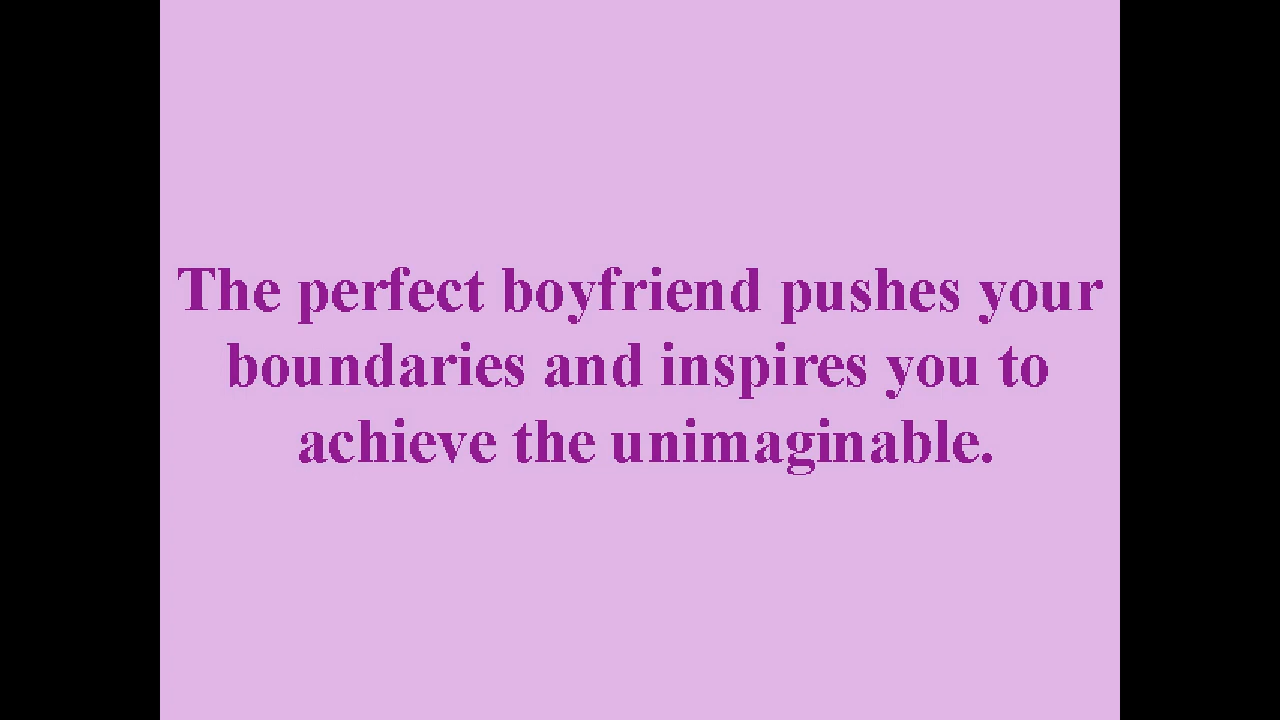 The perfect boyfriend pushes your
boundaries and inspires you to
achieve the unimaginable.